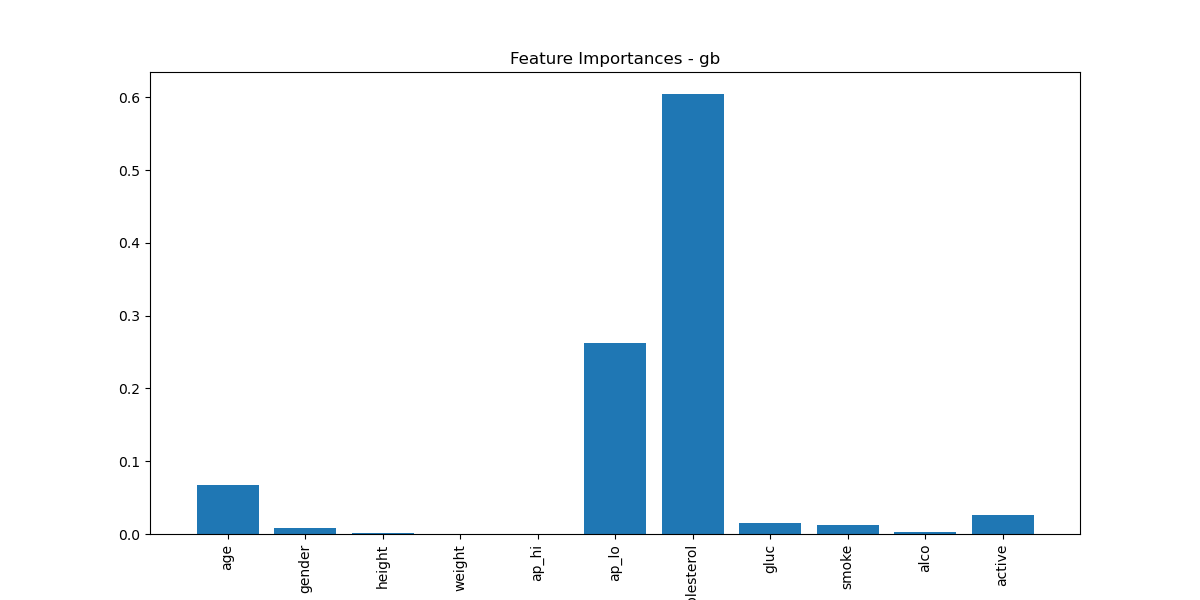 Feature Importances - gb
0.6
0.5
0.4
0.3
0.2
0.1
0.0
age
gender
height
weight
ap_hi
ap_lo
olesterol
gluc
smoke
alco
active